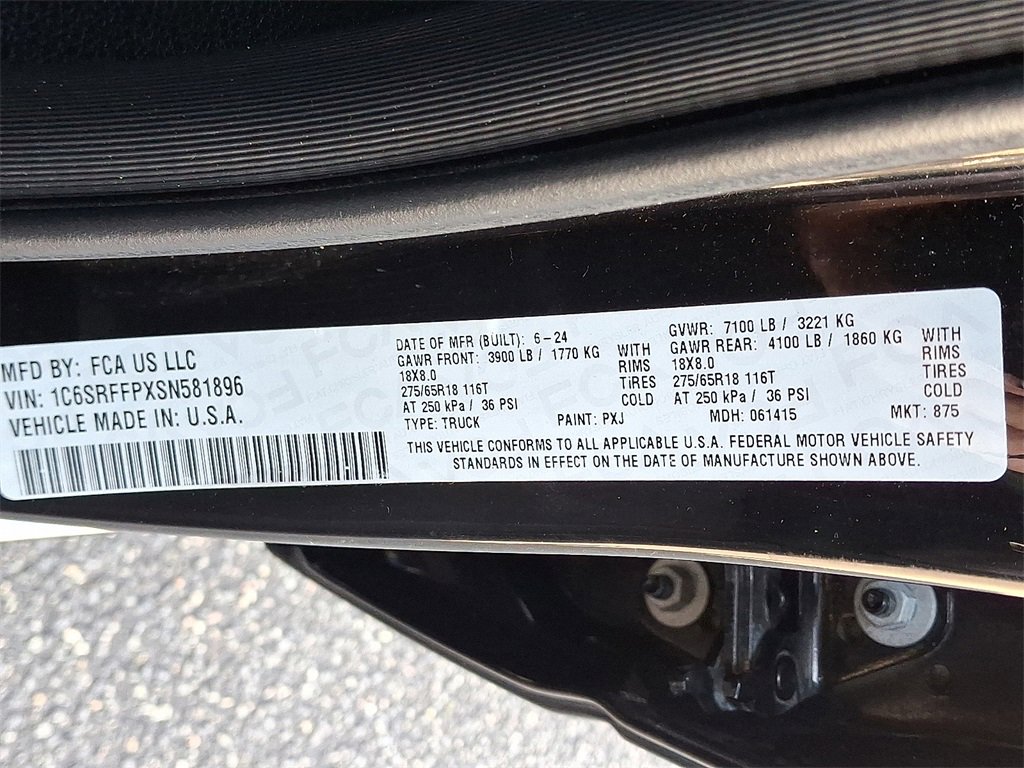 MFD BY: FCA US LLC
VIN: 1C6SRFFPXSN581896
VEHICLE MADE IN: U.S.A.
DATE OF MFR (BUILT): 6-24
GAWR FRONT: 3900 LB / 1770 KG WITH
18X8.0 RIMS
275/65R18 116T TIRES
AT 250 kPa / 36 PSI COLD
TYPE: TRUCK PAINT: PXJ
GVWR: 7100 LB / 3221 KG
GAWR REAR: 4100 LB / 1860 KG WITH
18X8.0 RIMS
275/65R18 116T TIRES
AT 250 kPa / 36 PSI COLD
MDH: 061415 MKT: 875
THIS VEHICLE CONFORMS TO ALL APPLICABLE U.S.A. FEDERAL MOTOR VEHICLE SAFETY
STANDARDS IN EFFECT ON THE DATE OF MANUFACTURE SHOWN ABOVE.